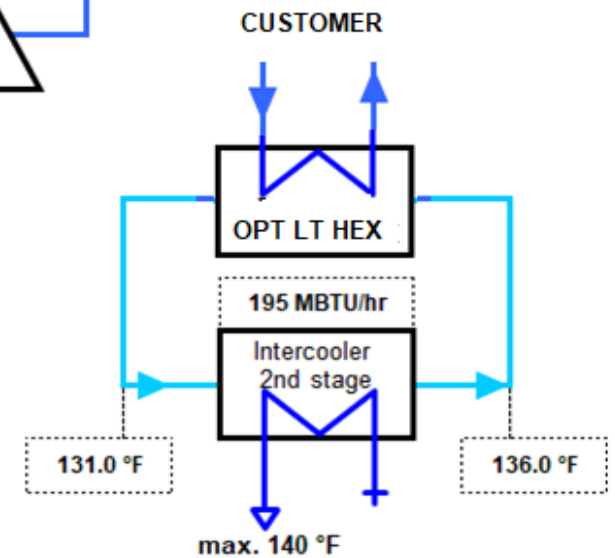 CUSTOMER
OPT LT HEX
195 MBTU/hr
Intercooler
2nd stage
131.0 °F
136.0 °F
max. 140 °F